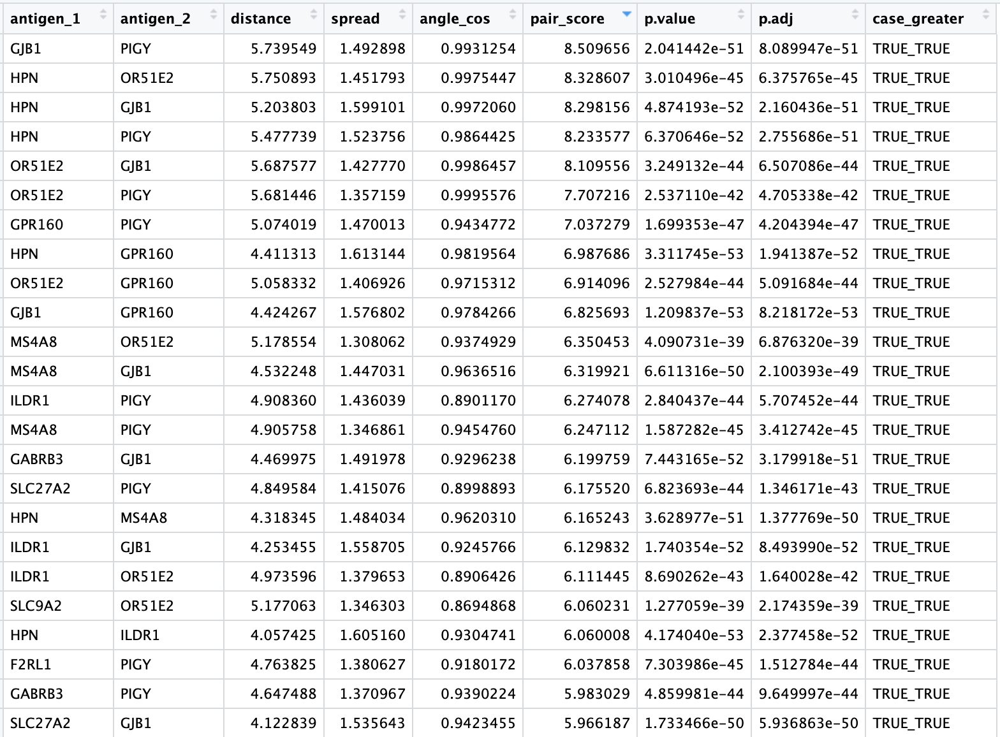 antigen_1 antigen_2 distance spread angle_cos pair_score p.value p.adj case_greater
GJB1 PIGY 5.739549 1.492898 0.9931254 8.509656 2.041442e-51 8.089947e-51 TRUE_TRUE
HPN OR51E2 5.750893 1.451793 0.9975447 8.328607 3.010496e-45 6.375765e-45 TRUE_TRUE
HPN GJB1 5.203803 1.599101 0.9972060 8.298156 4.874193e-52 2.160436e-51 TRUE_TRUE
HPN PIGY 5.477739 1.523756 0.9864425 8.233577 6.370646e-52 2.755686e-51 TRUE_TRUE
OR51E2 GJB1 5.687577 1.427770 0.9986457 8.109556 3.249132e-44 6.507086e-44 TRUE_TRUE
OR51E2 PIGY 5.681446 1.357159 0.9995576 7.707216 2.537110e-42 4.705338e-42 TRUE_TRUE
GPR160 PIGY 5.074019 1.470013 0.9434772 7.037279 1.699353e-47 4.204394e-47 TRUE_TRUE
HPN GPR160 4.411313 1.613144 0.9819564 6.987686 3.311745e-53 1.941387e-52 TRUE_TRUE
OR51E2 GPR160 5.058332 1.406926 0.9715312 6.914096 2.527984e-44 5.091684e-44 TRUE_TRUE
GJB1 GPR160 4.424267 1.576802 0.9784266 6.825693 1.209837e-53 8.218172e-53 TRUE_TRUE
MS4A8 OR51E2 5.178554 1.308062 0.9374929 6.350453 4.090731e-39 6.876320e-39 TRUE_TRUE
MS4A8 GJB1 4.532248 1.447031 0.9636516 6.319921 6.611316e-50 2.100393e-49 TRUE_TRUE
ILDR1 PIGY 4.908360 1.436039 0.8901170 6.274078 2.840437e-44 5.707452e-44 TRUE_TRUE
MS4A8 PIGY 4.905758 1.346861 0.9454760 6.247112 1.587282e-45 3.412742e-45 TRUE_TRUE
GABRB3 GJB1 4.469975 1.491978 0.9296238 6.199759 7.443165e-52 3.179918e-51 TRUE_TRUE
SLC27A2 PIGY 4.849584 1.415076 0.8998893 6.175520 6.823693e-44 1.346171e-43 TRUE_TRUE
HPN MS4A8 4.318345 1.484034 0.9620310 6.165243 3.628977e-51 1.377769e-50 TRUE_TRUE
ILDR1 GJB1 4.253455 1.558705 0.9245766 6.129832 1.740354e-52 8.493990e-52 TRUE_TRUE
ILDR1 OR51E2 4.973596 1.379653 0.8906426 6.111445 8.690262e-43 1.640028e-42 TRUE_TRUE
SLC9A2 OR51E2 5.177063 1.346303 0.8694868 6.060231 1.277059e-39 2.174359e-39 TRUE_TRUE
HPN ILDR1 4.057425 1.605160 0.9304741 6.060008 4.174040e-53 2.377458e-52 TRUE_TRUE
F2RL1 PIGY 4.763825 1.380627 0.9180172 6.037858 7.303986e-45 1.512784e-44 TRUE_TRUE
GABRB3 PIGY 4.647488 1.370967 0.9390224 5.983029 4.859981e-44 9.649997e-44 TRUE_TRUE
SLC27A2 GJB1 4.122839 1.535643 0.9423455 5.966187 1.733466e-50 5.936863e-50 TRUE_TRUE